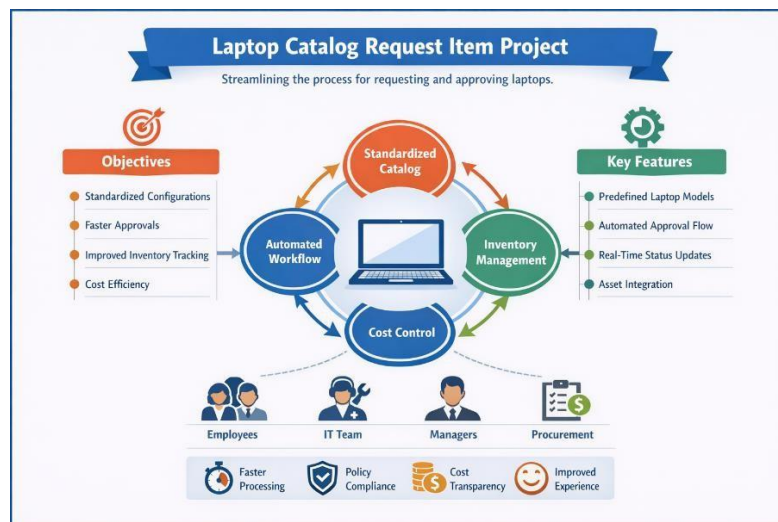 Laptop Catalog Request Item Project
Streamlining the process for requesting and approving laptops.
Objectives
Standardized Configurations
Faster Approvals
Improved Inventory Tracking
Cost Efficiency
Standardized
Catalog
Automated
Workflow
Inventory
Management
Cost Control
Key Features
Predefined Laptop Models
Automated Approval Flow
Real-Time Status Updates
Asset Integration
Employees
IT Team
Managers
$
Procurement
Faster
Processing
Policy
Compliance
$
Cost
Transparency
Improved
Experience